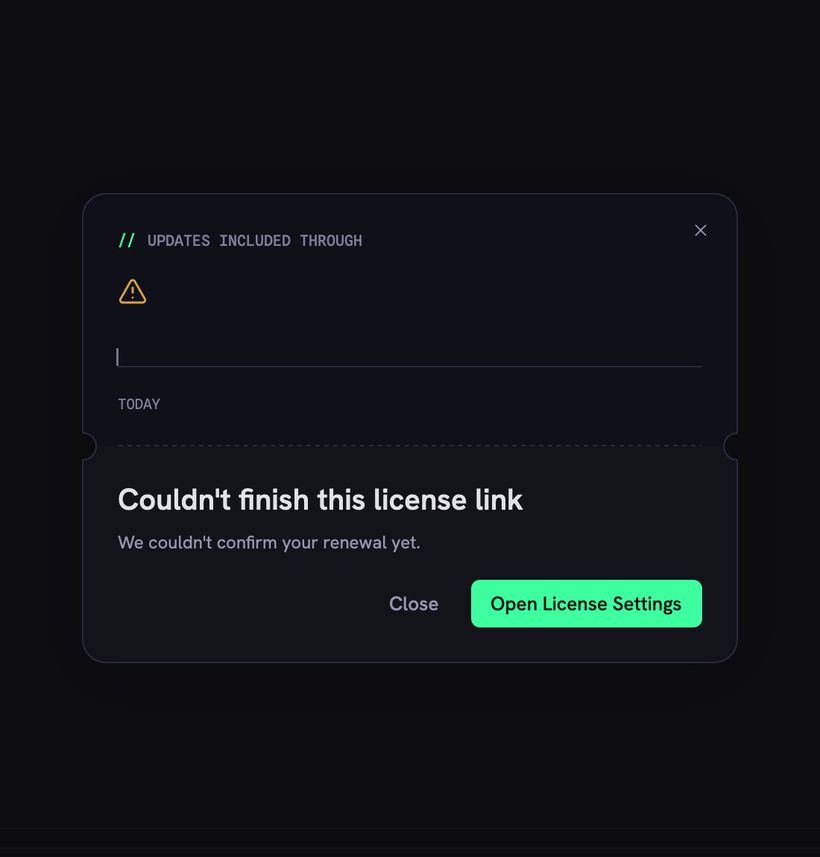 // UPDATES INCLUDED THROUGH
TODAY
Couldn't finish this license link
We couldn't confirm your renewal yet.
Close
Open License Settings